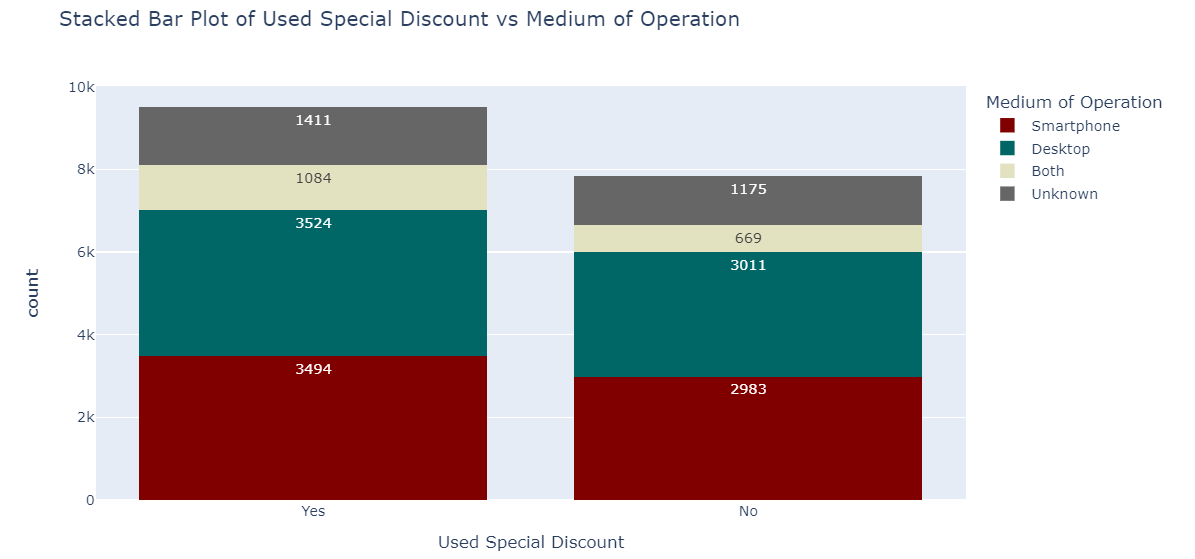 Stacked Bar Plot of Used Special Discount vs Medium of Operation
10k
8k
6k
4k
2k
0
count
1411
1084
3524
3494
1175
669
3011
2983
Yes
No
Used Special Discount
Medium of Operation
Smartphone
Desktop
Both
Unknown